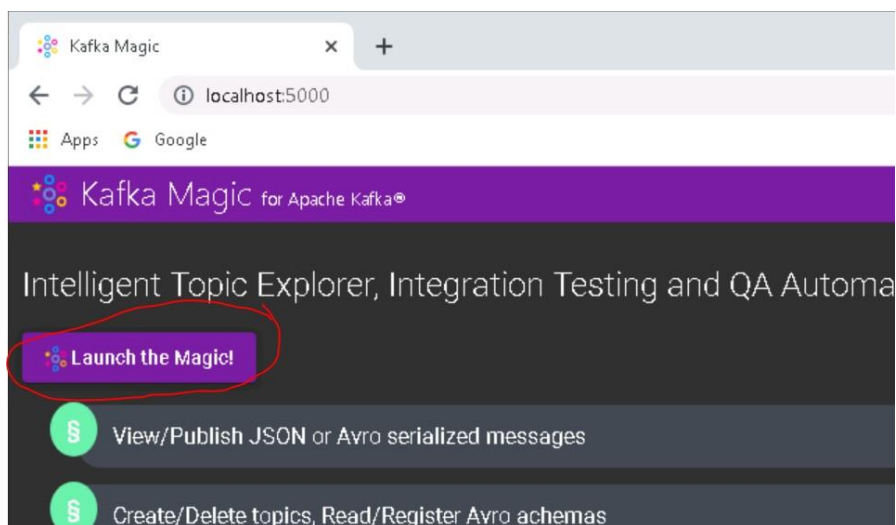 Kafka Magic
localhost:5000
Apps Google
Kafka Magic for Apache Kafka®
Intelligent Topic Explorer, Integration Testing and QA Automa
Launch the Magic!
§ View/Publish JSON or Avro serialized messages
§ Create/Delete topics, Read/Register Avro achemas